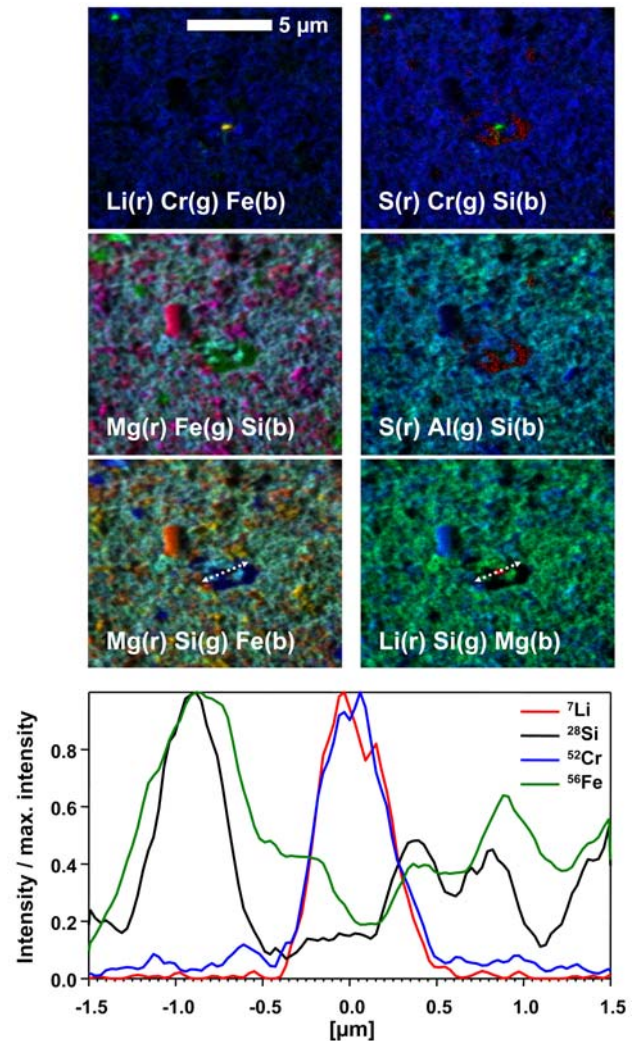 5 µm
Li(r) Cr(g) Fe(b)
S(r) Cr(g) Si(b)
Mg(r) Fe(g) Si(b)
S(r) Al(g) Si(b)
Mg(r) Si(g) Fe(b)
Li(r) Si(g) Mg(b)
Intensity / max. intensity
0.8
0.6
0.4
0.2
0.0
⁷Li
²⁸Si
⁵²Cr
⁵⁶Fe
-1.5 -1.0 -0.5 0.0 0.5 1.0 1.5
[µm]